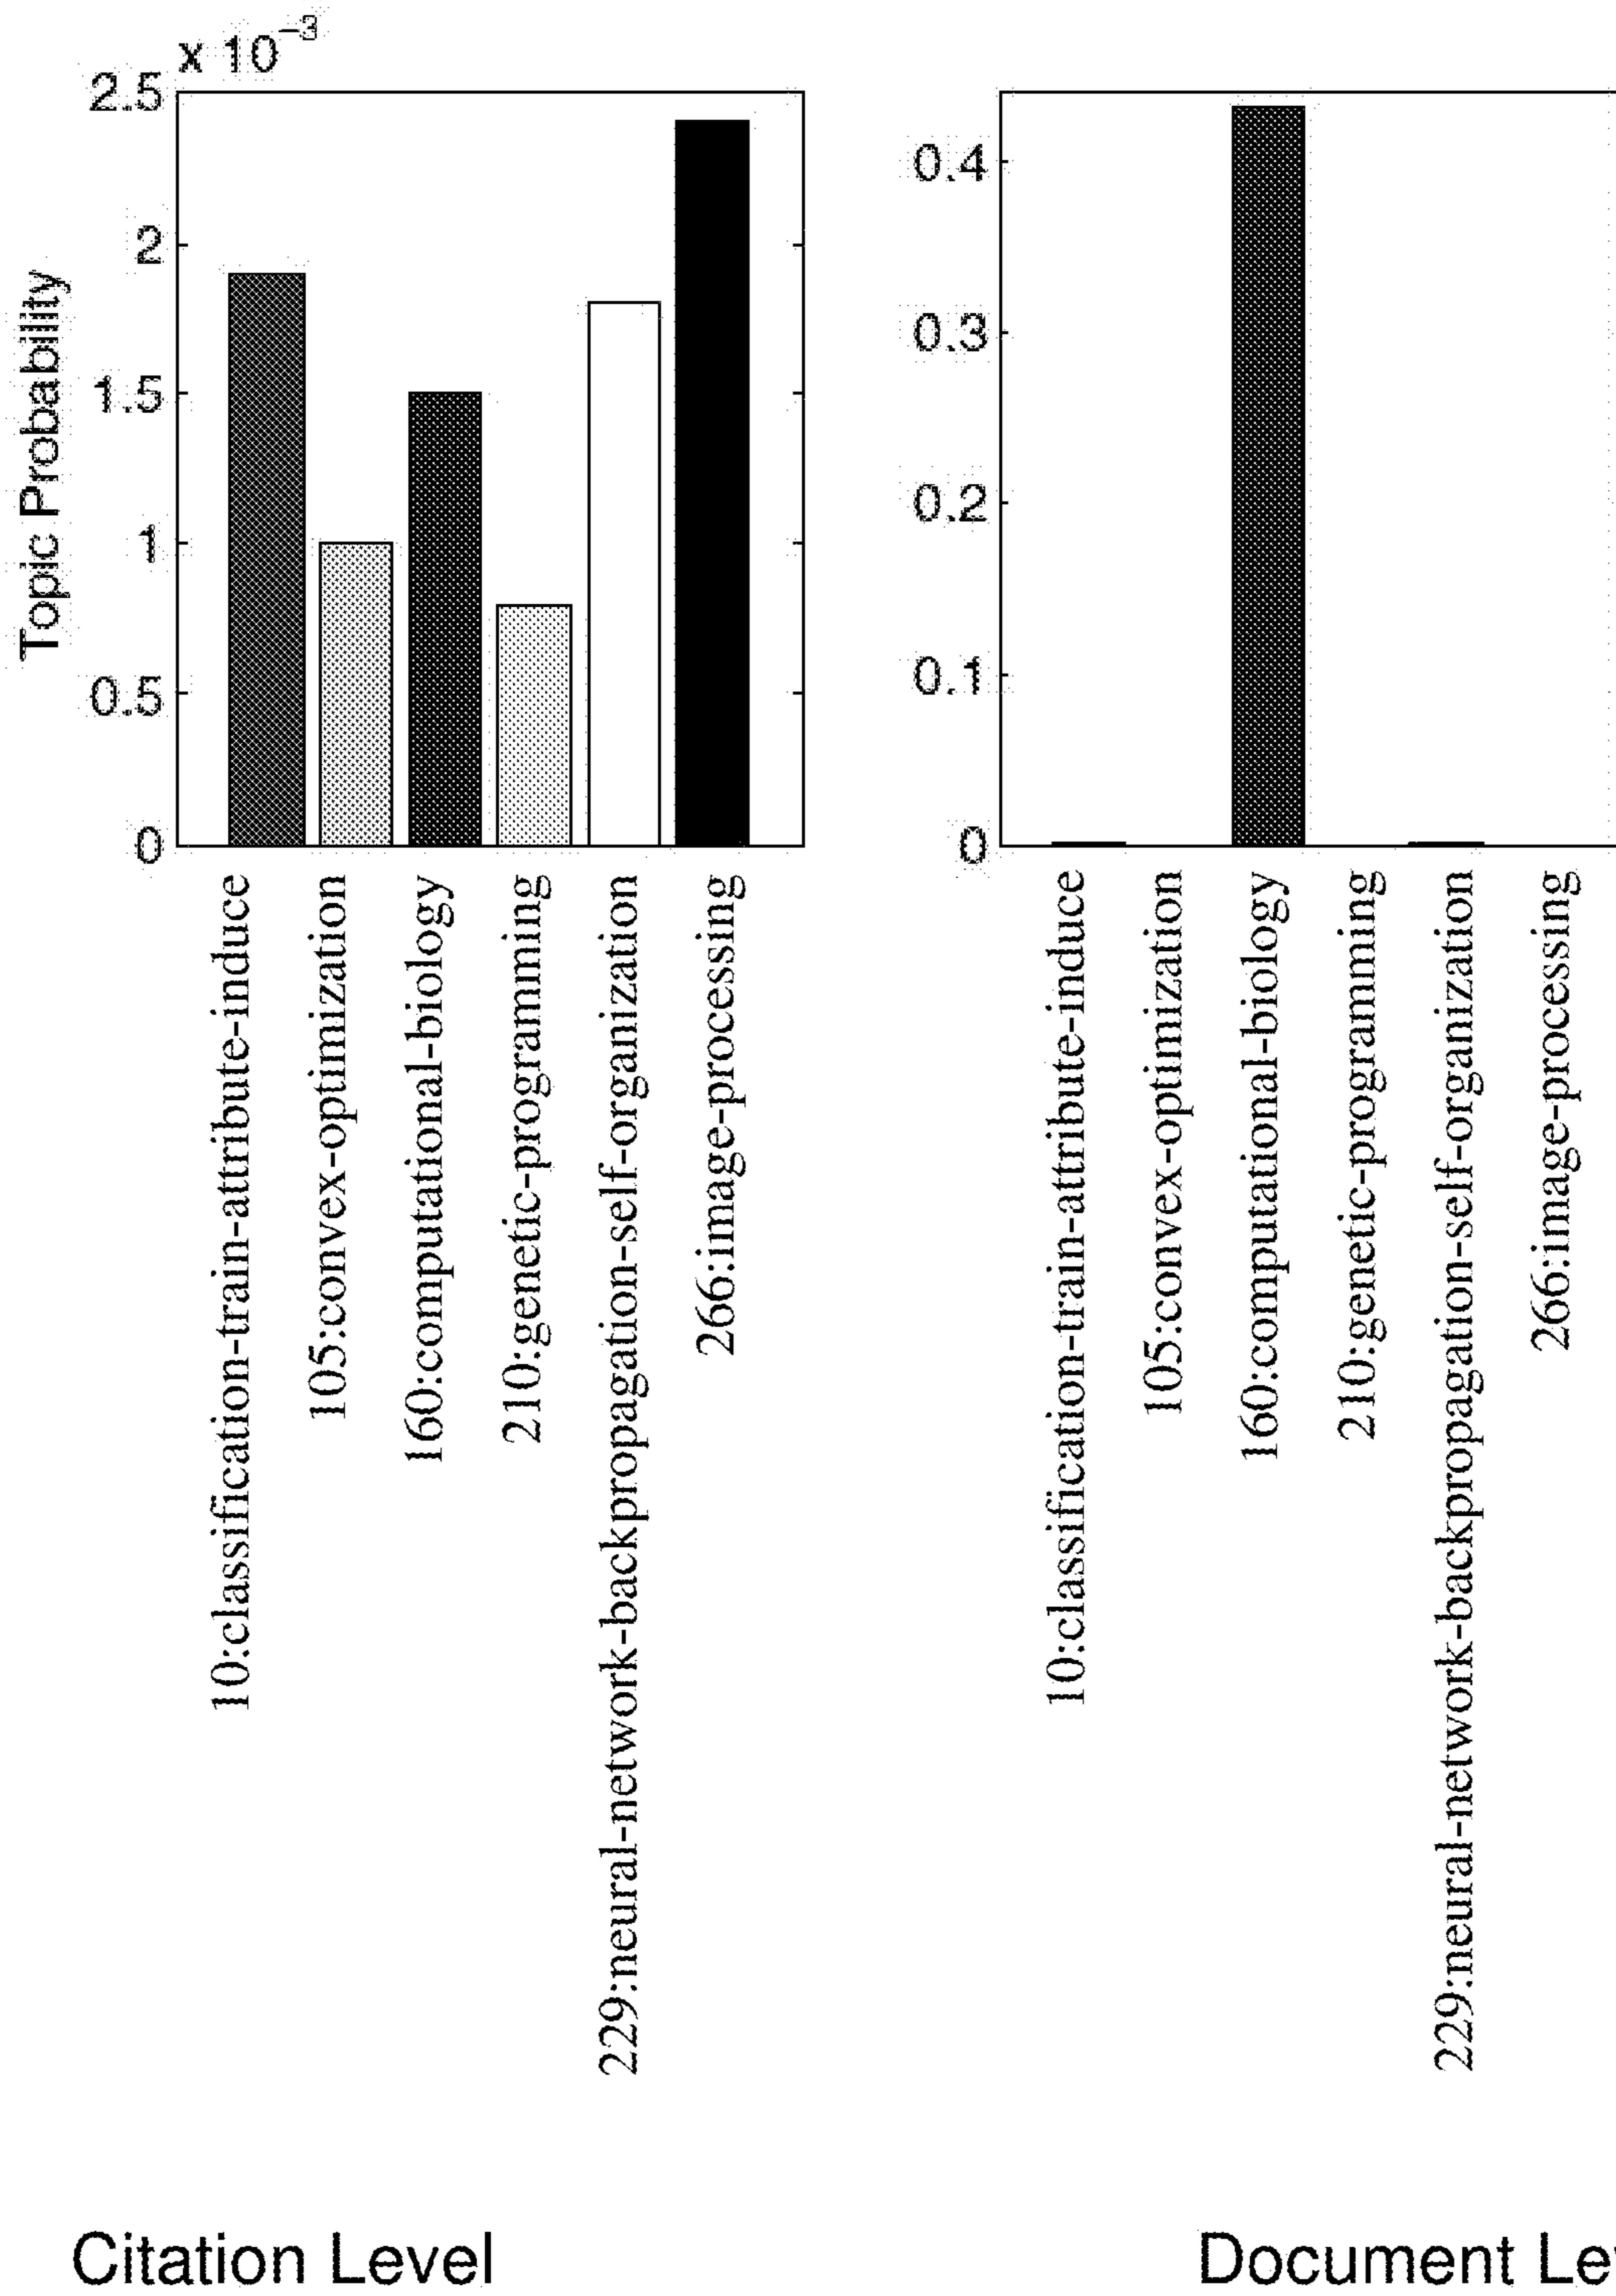 x 10−3
2.5
2
1.5
1
0.5
0
Topic Probability
10:classification-train-attribute-induce
105:convex-optimization
160:computational-biology
210:genetic-programming
229:neural-network-backpropagation-self-organization
266:image-processing
Citation Level
0.4
0.3
0.2
0.1
0
10:classification-train-attribute-induce
105:convex-optimization
160:computational-biology
210:genetic-programming
229:neural-network-backpropagation-self-organization
266:image-processing
Document Lev